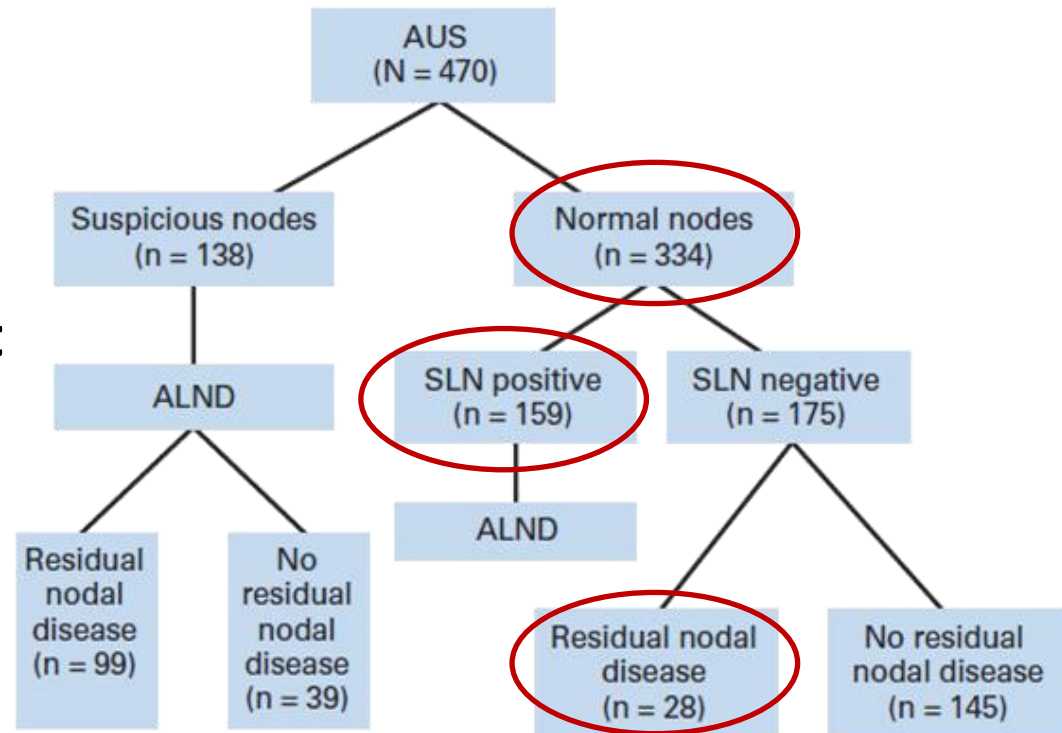 AUS
(N = 470)
Suspicious nodes
(n = 138)
Normal nodes
(n = 334)
ALND
SLN positive
(n = 159)
SLN negative
(n = 175)
ALND
Residual
nodal
disease
(n = 99)
No
residual
nodal
disease
(n = 39)
Residual nodal
disease
(n = 28)
No residual
nodal disease
(n = 145)